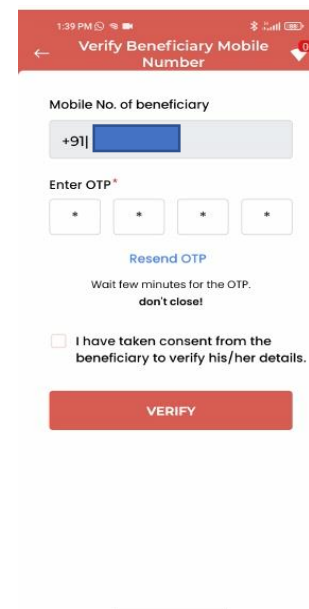 1:39 PM
Verify Beneficiary Mobile
Number
0
Mobile No. of beneficiary
+91|
Enter OTP*
* * * *
Resend OTP
Wait few minutes for the OTP.
don't close!
I have taken consent from the
beneficiary to verify his/her details.
VERIFY